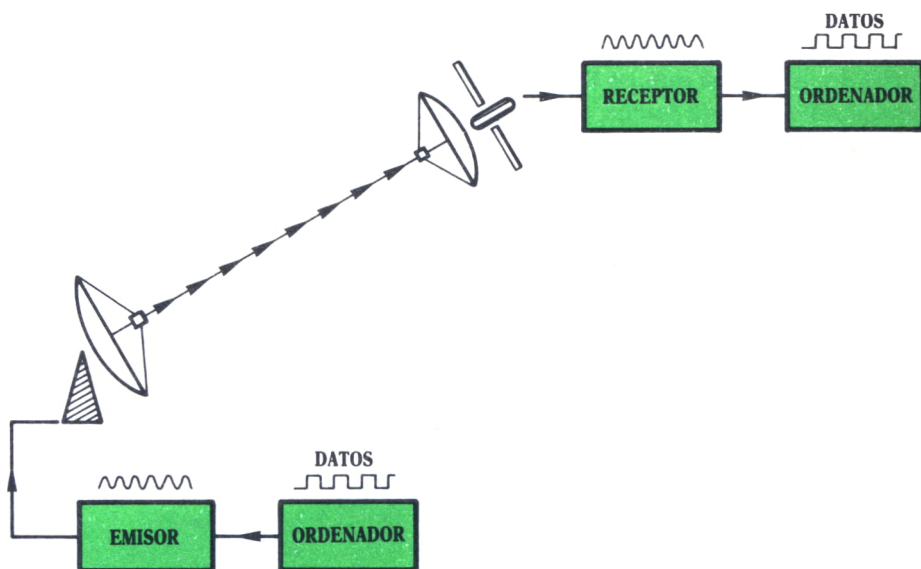 DATOS
RECEPTOR
ORDENADOR
DATOS
EMISOR
ORDENADOR